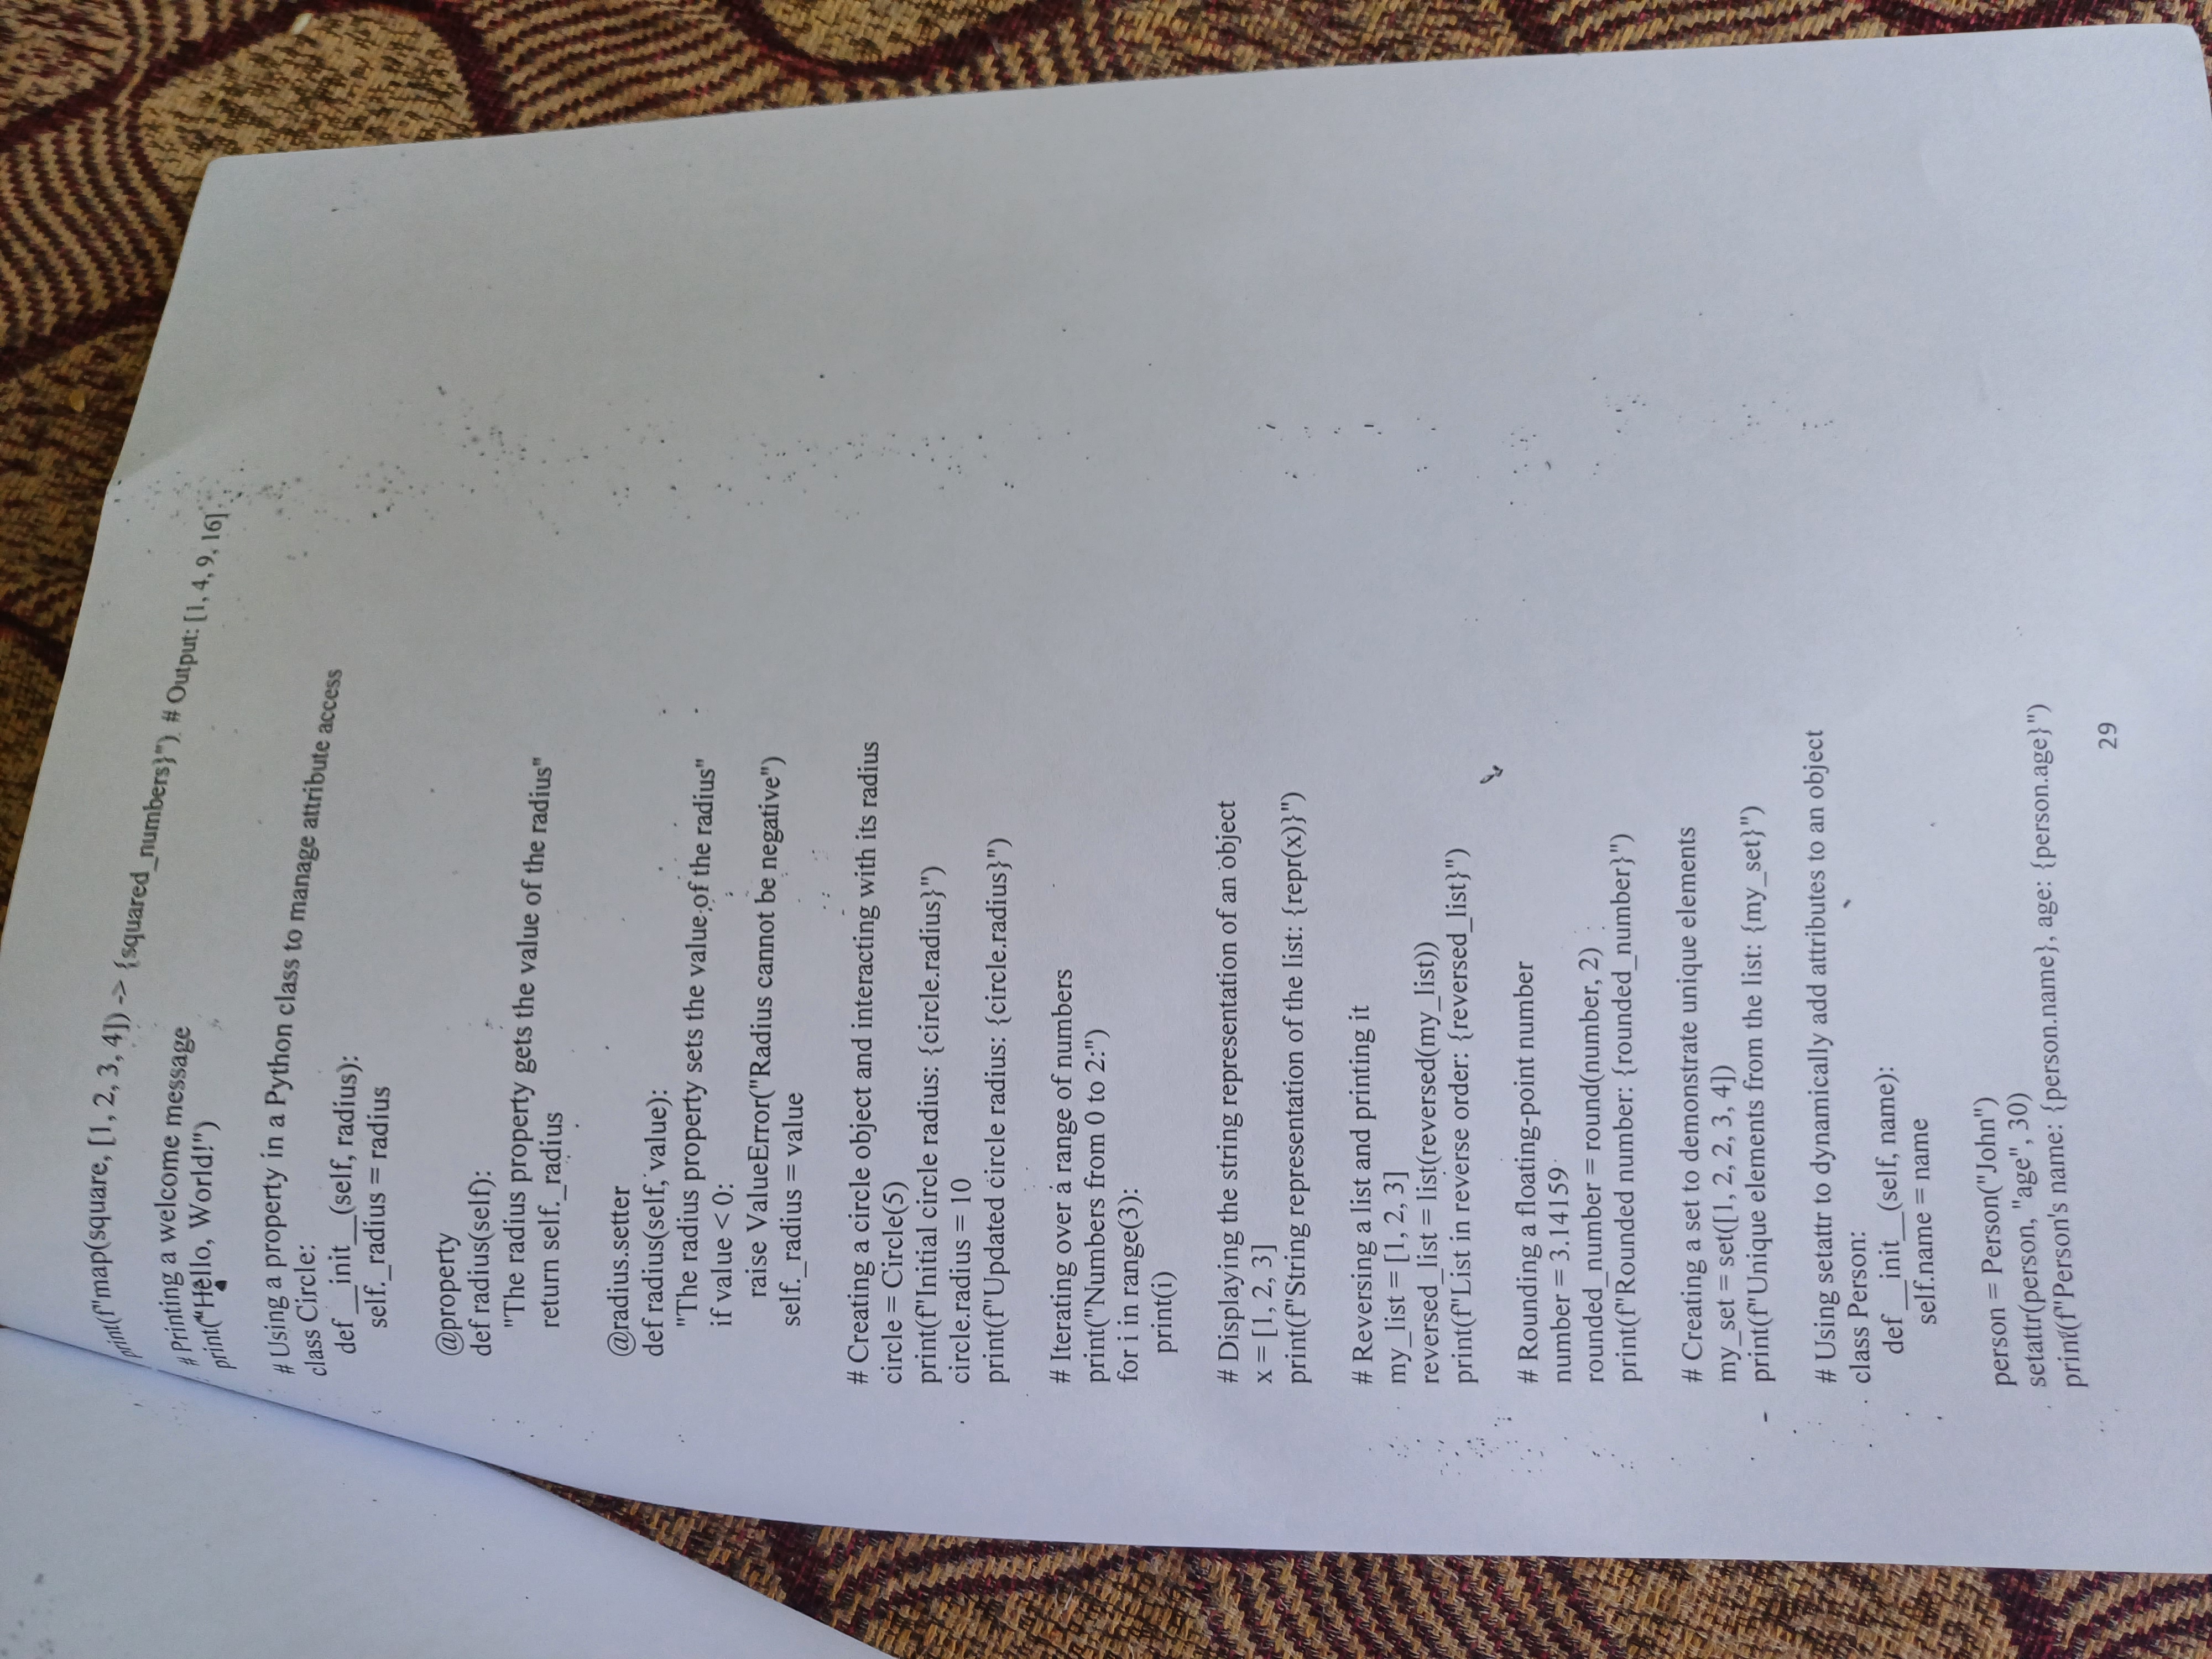 print(f"map(square, [1, 2, 3, 4]) -> {squared_numbers}") # Output: [1, 4, 9, 16]
# Printing a welcome message
print("Hello, World!")
# Using a property in a Python class to manage attribute access
class Circle:
def __init__(self, radius):
self._radius = radius
@property
def radius(self):
"The radius property gets the value of the radius"
return self._radius
@radius.setter
def radius(self, value):
"The radius property sets the value of the radius"
if value < 0:
raise ValueError("Radius cannot be negative")
self._radius = value
# Creating a circle object and interacting with its radius
circle = Circle(5)
print(f"Initial circle radius: {circle.radius}")
circle.radius = 10
print(f"Updated circle radius: {circle.radius}")
# Iterating over a range of numbers
print("Numbers from 0 to 2:")
for i in range(3):
print(i)
# Displaying the string representation of an object
x = [1, 2, 3]
print(f"String representation of the list: {repr(x)}")
# Reversing a list and printing it
my_list = [1, 2, 3]
reversed_list = list(reversed(my_list))
print(f"List in reverse order: {reversed_list}")
# Rounding a floating-point number
number = 3.14159
rounded_number = round(number, 2)
print(f"Rounded number: {rounded_number}")
# Creating a set to demonstrate unique elements
my_set = set([1, 2, 2, 3, 4])
print(f"Unique elements from the list: {my_set}")
# Using setattr to dynamically add attributes to an object
class Person:
def __init__(self, name):
self.name = name
person = Person("John")
setattr(person, "age", 30)
print(f"Person's name: {person.name}, age: {person.age}")
29